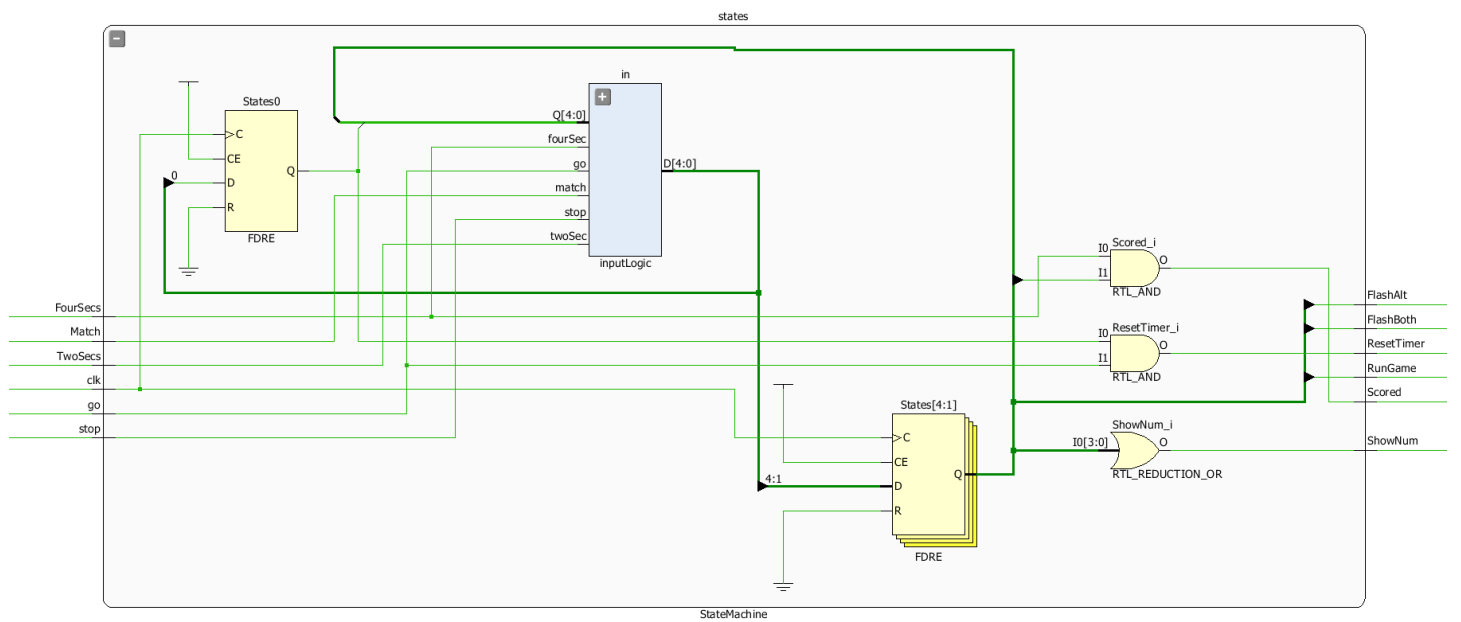 states
in
States0
C
CE
D
R
Q
0
FDRE
Q[4:0]
fourSec
go
match
stop
twoSec
D[4:0]
inputLogic
Scored_i
I0
I1
O
RTL_AND
FourSecs
Match
TwoSecs
clk
go
stop
ResetTimer_i
I0
I1
O
RTL_AND
FlashAlt
FlashBoth
ResetTimer
RunGame
Scored
ShowNum
States[4:1]
C
CE
D
R
Q
4:1
FDRE
ShowNum_i
I0[3:0]
O
RTL_REDUCTION_OR
StateMachine